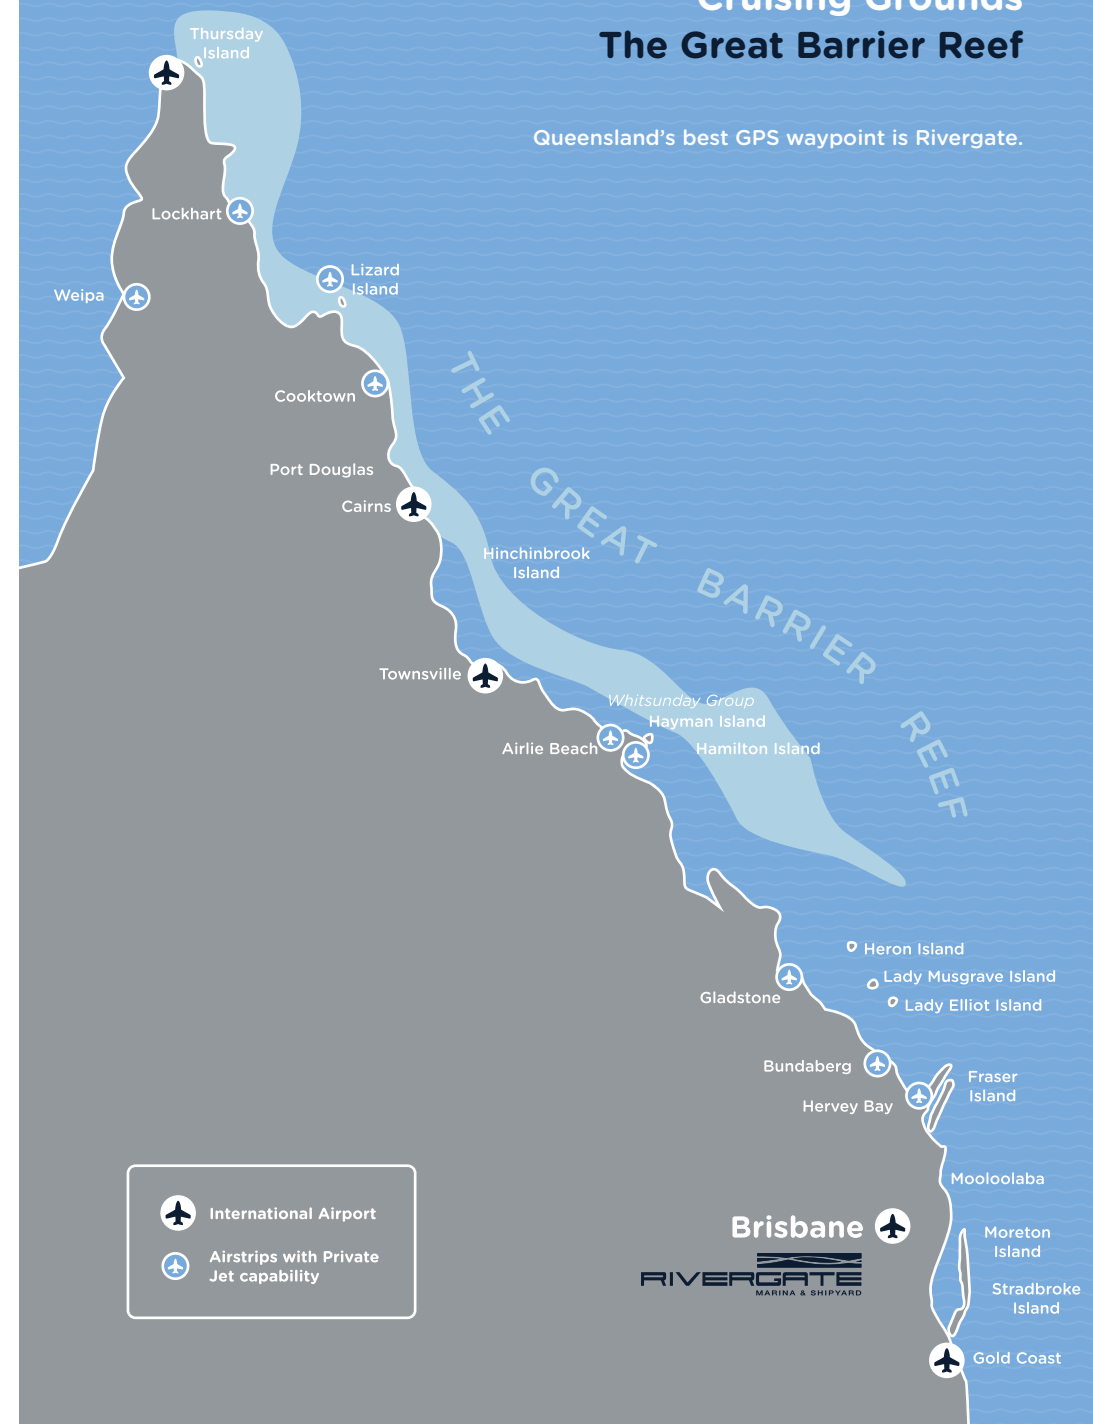 Cruising Grounds
The Great Barrier Reef
Queensland's best GPS waypoint is Rivergate.
Thursday
Island
Lockhart
Lizard
Island
Weipa
Cooktown
THE GREAT BARRIER REEF
Port Douglas
Cairns
Hinchinbrook
Island
Townsville
Whitsunday Group
Hayman Island
Airlie Beach
Hamilton Island
Heron Island
Lady Musgrave Island
Gladstone
Lady Elliot Island
Bundaberg
Fraser
Island
Hervey Bay
Mooloolaba
Brisbane
RIVERGATE
MARINA & SHIPYARD
Moreton
Island
Stradbroke
Island
Gold Coast
International Airport
Airstrips with Private
Jet capability